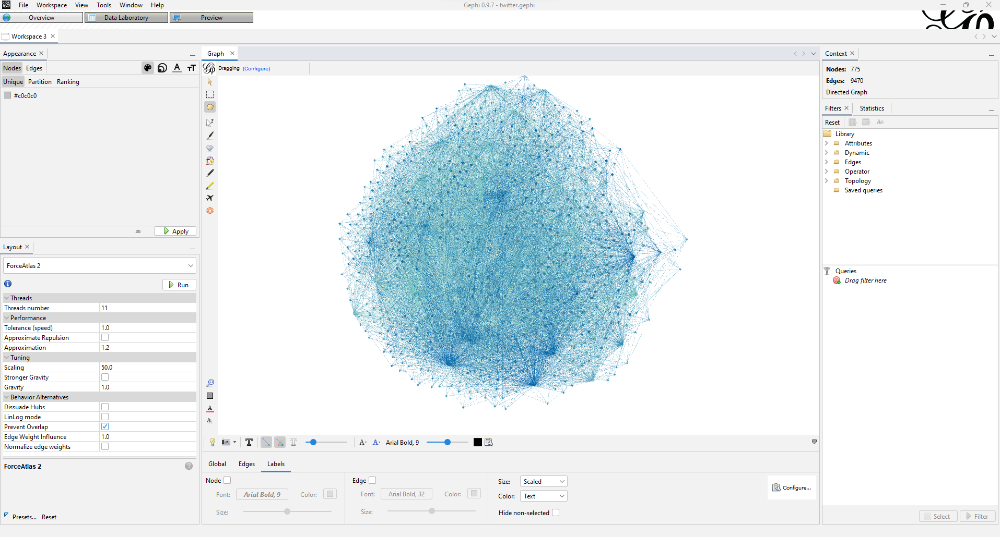 File Workspace View Tools Window Help
Gephi 0.9.7 - twitter.gephi
Overview Data Laboratory Preview
Workspace 3
Appearance
Nodes Edges
Unique Partition Ranking
#c0c0c0
Apply
Layout
ForceAtlas 2
Run
Threads
Threads number 11
Performance
Tolerance (speed) 1.0
Approximate Repulsion
Approximation 1.2
Tuning
Scaling 50.0
Stronger Gravity
Gravity 1.0
Behavior Alternatives
Dissuade Hubs
LinLog mode
Prevent Overlap
Edge Weight Influence 1.0
Normalize edge weights
ForceAtlas 2
Presets... Reset
Graph
Dragging (Configure)
Arial Bold, 9
Global Edges Labels
Node
Font: Arial Bold, 9 Color:
Size:
Edge
Font: Arial Bold, 32 Color:
Size:
Size: Scaled
Color: Text
Hide non-selected
Configure...
Context
Nodes: 775
Edges: 9470
Directed Graph
Filters Statistics
Reset
Library
Attributes
Dynamic
Edges
Operator
Topology
Saved queries
Queries
Drag filter here
Select Filter